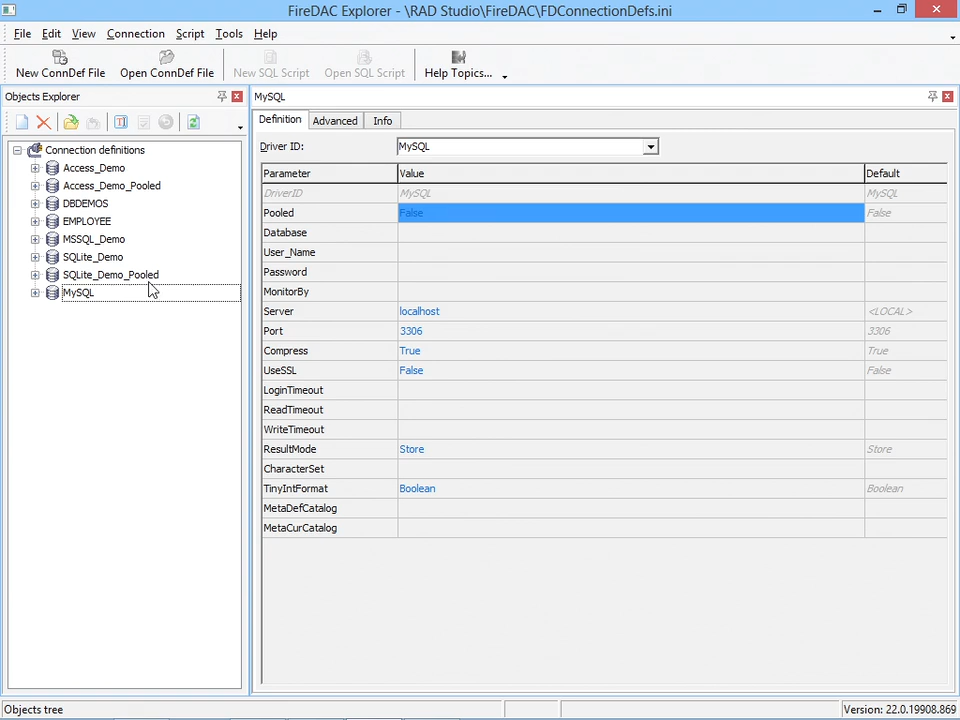 FireDAC Explorer - \RAD Studio\FireDAC\FDConnectionDefs.ini
File Edit View Connection Script Tools Help
New ConnDef File Open ConnDef File New SQL Script Open SQL Script Help Topics...
Objects Explorer
Connection definitions
Access_Demo
Access_Demo_Pooled
DBDEMOS
EMPLOYEE
MSSQL_Demo
SQLite_Demo
SQLite_Demo_Pooled
MySQL
MySQL
Definition Advanced Info
Driver ID: MySQL
Parameter Value Default
DriverID MySQL MySQL
Pooled False False
Database
User_Name
Password
MonitorBy
Server localhost <LOCAL>
Port 3306 3306
Compress True True
UseSSL False False
LoginTimeout
ReadTimeout
WriteTimeout
ResultMode Store Store
CharacterSet
TinyIntFormat Boolean Boolean
MetaDefCatalog
MetaCurCatalog
Objects tree
Version: 22.0.19908.869